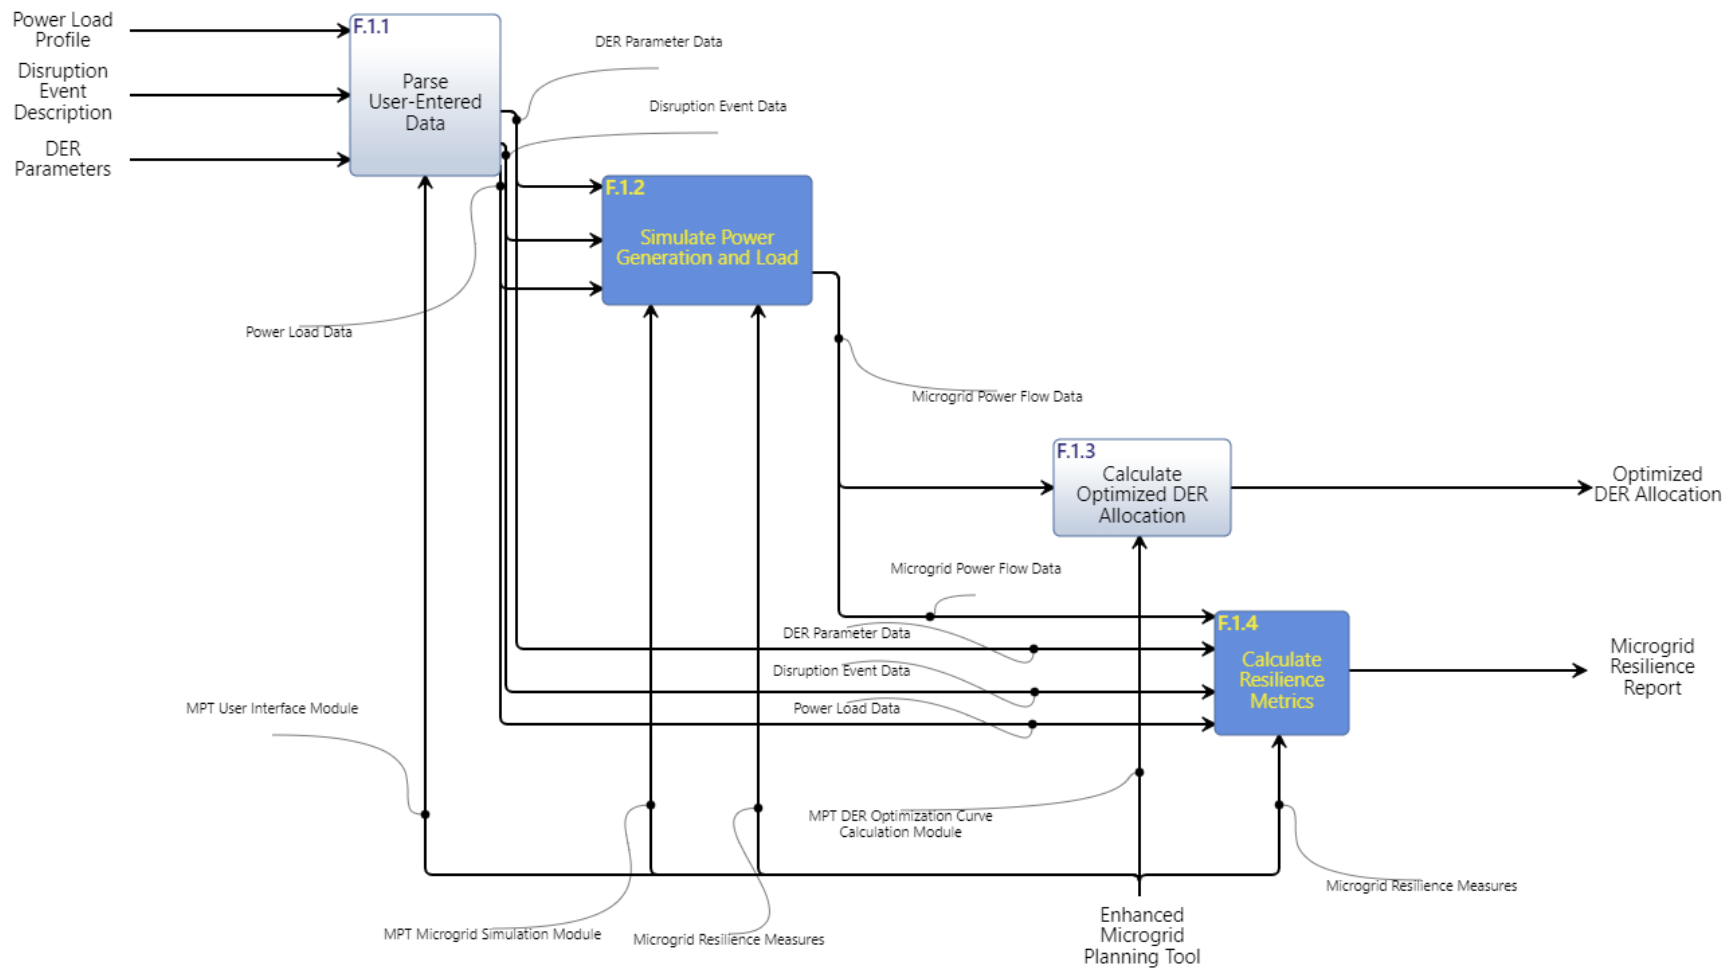 Power Load
Profile
Disruption
Event
Description
DER
Parameters
F.1.1
Parse
User-Entered
Data
DER Parameter Data
Disruption Event Data
F.1.2
Simulate Power
Generation and Load
Power Load Data
Microgrid Power Flow Data
F.1.3
Calculate
Optimized DER
Allocation
Optimized
DER Allocation
Microgrid Power Flow Data
DER Parameter Data
Disruption Event Data
Power Load Data
F.1.4
Calculate
Resilience
Metrics
Microgrid
Resilience
Report
MPT User Interface Module
MPT DER Optimization Curve
Calculation Module
Microgrid Resilience Measures
MPT Microgrid Simulation Module
Microgrid Resilience Measures
Enhanced
Microgrid
Planning Tool